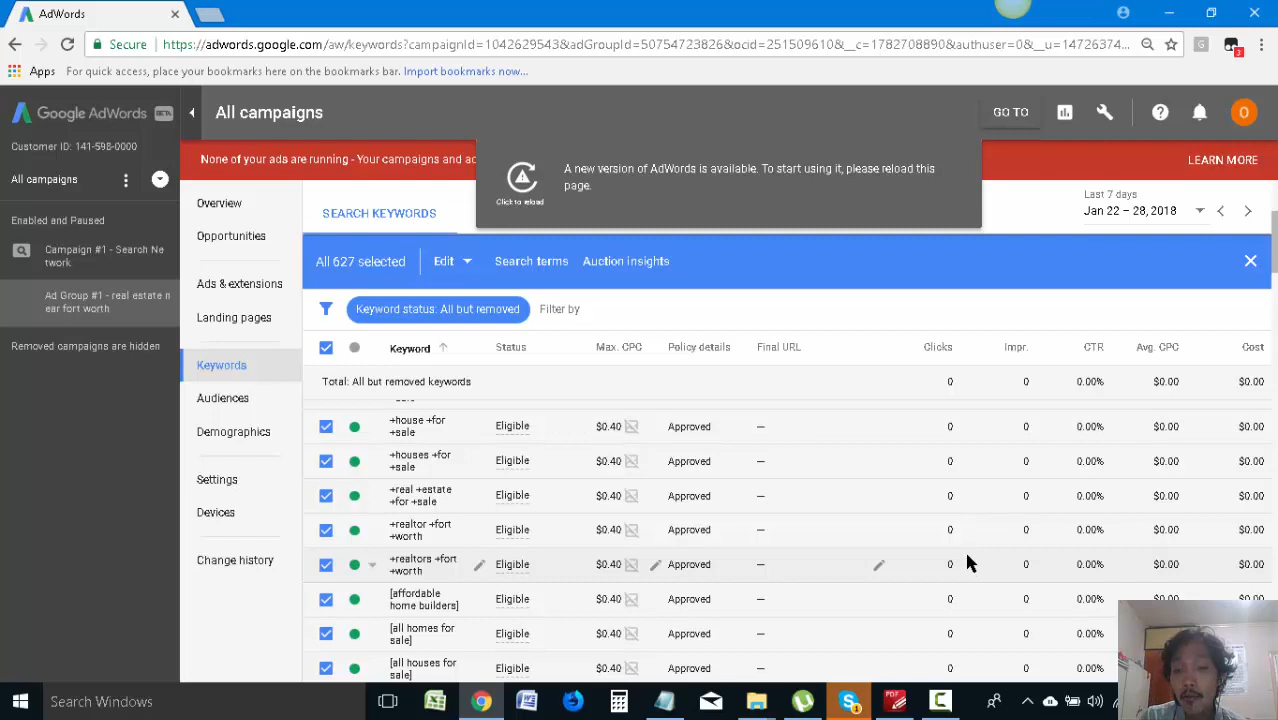 AdWords
Secure
https://adwords.google.com/aw/keywords?campaignId=1042629543&adGroupId=50754723826&ocid=251509610&__c=1782708890&authuser=0&__u=14726374...
G
3
Apps
For quick access, place your bookmarks here on the bookmarks bar. Import bookmarks now...
Google AdWords BETA
All campaigns
GO TO
O
Customer ID: 141-598-0000
All campaigns
None of your ads are running - Your campaigns and ac
LEARN MORE
A new version of AdWords is available. To start using it, please reload this
page.
Click to reload
Enabled and Paused
Campaign #1 - Search Ne
twork
Ad Group #1 - real estate n
ear fort worth
Removed campaigns are hidden
Overview
Opportunities
Ads & extensions
Landing pages
Keywords
Audiences
Demographics
Settings
Devices
Change history
SEARCH KEYWORDS
Last 7 days
Jan 22 – 28, 2018
All 627 selected
Edit
Search terms
Auction insights
Keyword status: All but removed
Filter by
Keyword Status Max. CPC Policy details Final URL Clicks Impr. CTR Avg. CPC Cost
Total: All but removed keywords 0 0 0.00% $0.00 $0.00
+house +for
+sale Eligible $0.40 Approved — 0 0 0.00% $0.00 $0.00
+houses +for
+sale Eligible $0.40 Approved — 0 0 0.00% $0.00 $0.00
+real +estate
+for +sale Eligible $0.40 Approved — 0 0 0.00% $0.00 $0.00
+realtor +fort
+worth Eligible $0.40 Approved — 0 0 0.00% $0.00 $0.00
+realtors +fort
+worth Eligible $0.40 Approved — 0 0 0.00% $0.00 $0.00
[affordable
home builders] Eligible $0.40 Approved — 0 0 0.00% $0.00 $0.00
[all homes for
sale] Eligible $0.40 Approved — 0 0 0.00%
[all houses for
sale] Eligible $0.40 Approved — 0 0 0.00%
Search Windows